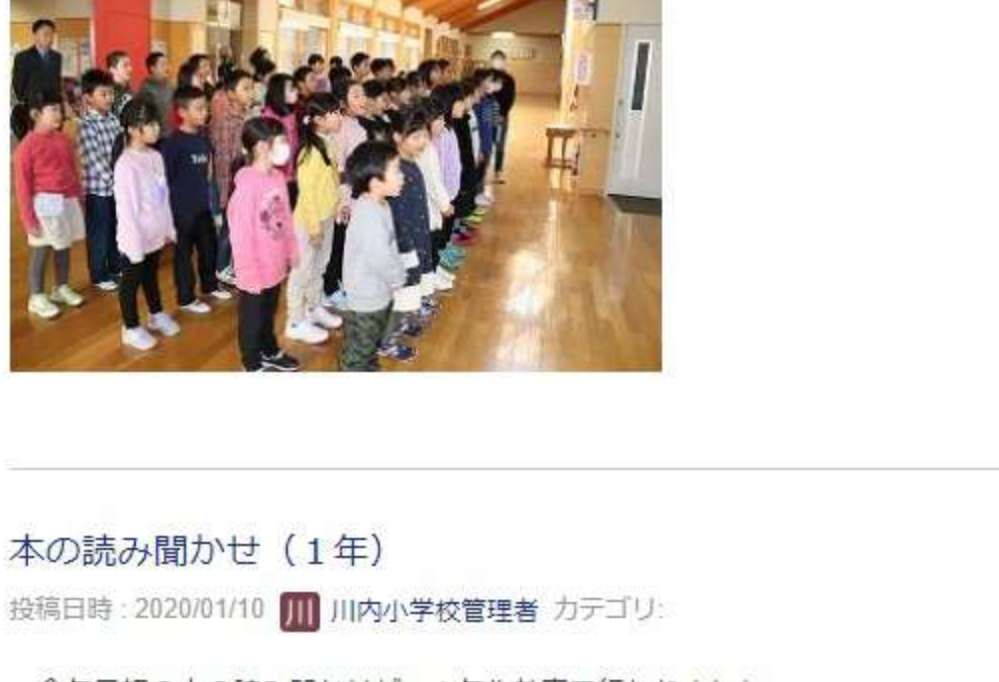 本の読み聞かせ（１年）
投稿日時 : 2020/01/10 川 川内小学校管理者 カテゴリ: